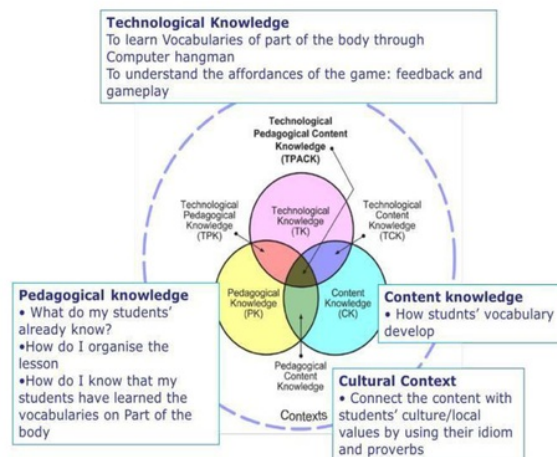 Technological Knowledge
To learn Vocabularies of part of the body through
Computer hangman
To understand the affordances of the game: feedback and
gameplay
Technological
Pedagogical Content
Knowledge
(TPACK)
Technological
Pedagogical
Knowledge
(TPK)
Technological
Knowledge
(TK)
Technological
Content
Knowledge
(TCK)
Pedagogical
Knowledge
(PK)
Content
Knowledge
(CK)
Pedagogical
Content
Knowledge
Contexts
Pedagogical knowledge
• What do my students'
already know?
•How do I organise the
lesson
•How do I know that my
students have learned the
vocabularies on Part of the
body
Content knowledge
• How studnts' vocabulary
develop
Cultural Context
• Connect the content with
students' culture/local
values by using their idiom
and proverbs